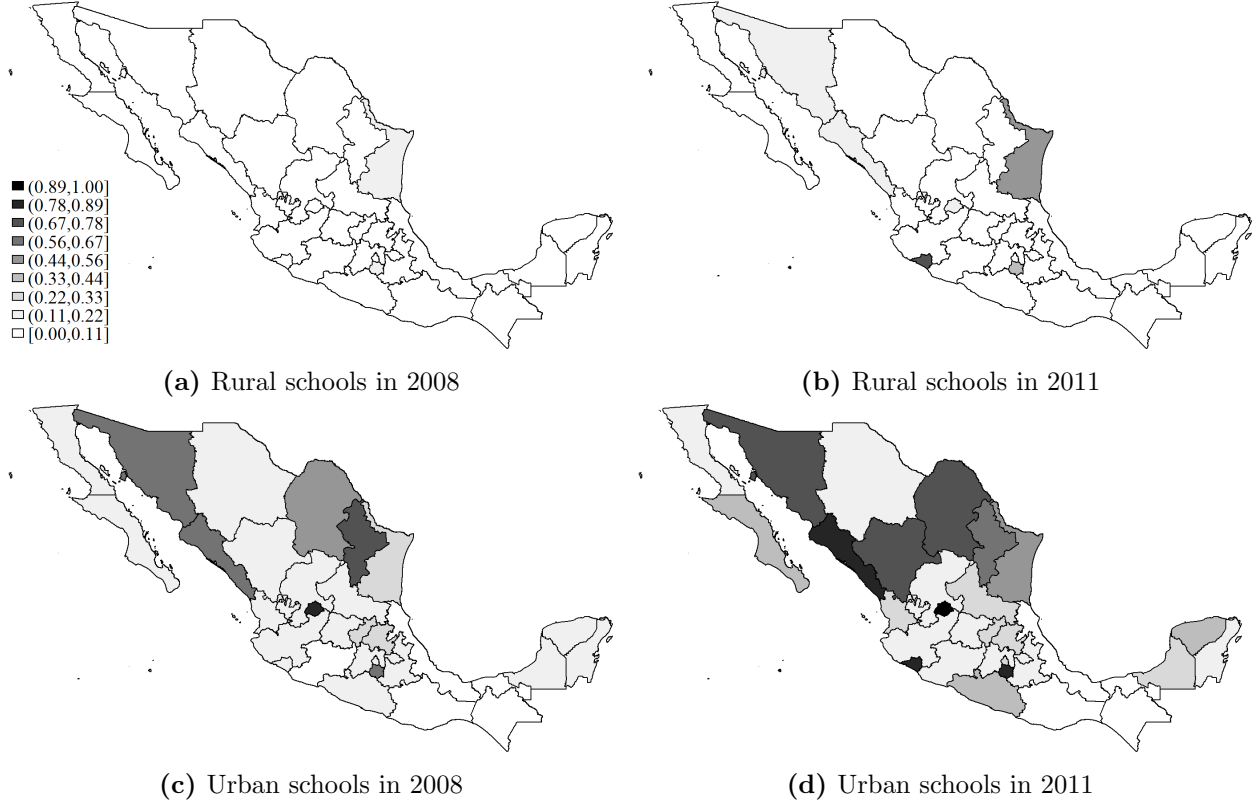 (0.89,1.00]
(0.78,0.89]
(0.67,0.78]
(0.56,0.67]
(0.44,0.56]
(0.33,0.44]
(0.22,0.33]
(0.11,0.22]
[0.00,0.11]
(a) Rural schools in 2008
(b) Rural schools in 2011
(c) Urban schools in 2008
(d) Urban schools in 2011